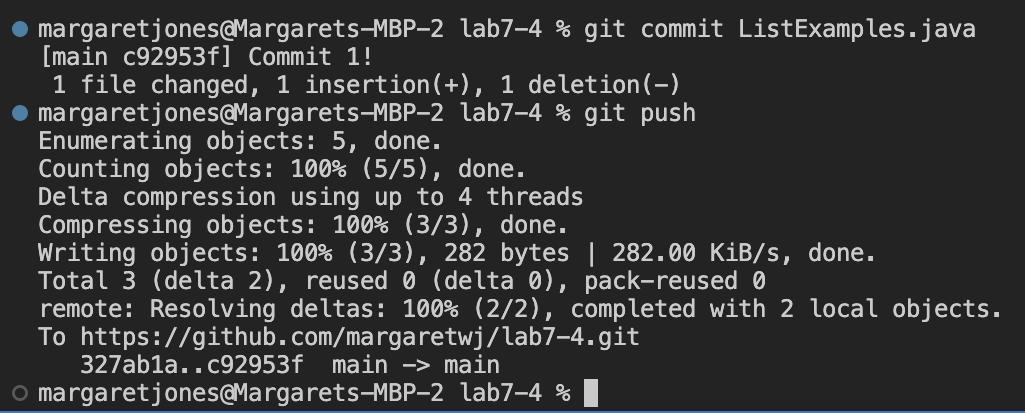 margaretjones@Margarets-MBP-2 lab7-4 % git commit ListExamples.java
[main c92953f] Commit 1!
 1 file changed, 1 insertion(+), 1 deletion(-)
margaretjones@Margarets-MBP-2 lab7-4 % git push
Enumerating objects: 5, done.
Counting objects: 100% (5/5), done.
Delta compression using up to 4 threads
Compressing objects: 100% (3/3), done.
Writing objects: 100% (3/3), 282 bytes | 282.00 KiB/s, done.
Total 3 (delta 2), reused 0 (delta 0), pack-reused 0
remote: Resolving deltas: 100% (2/2), completed with 2 local objects.
To https://github.com/margaretwj/lab7-4.git
   327ab1a..c92953f  main -> main
margaretjones@Margarets-MBP-2 lab7-4 %